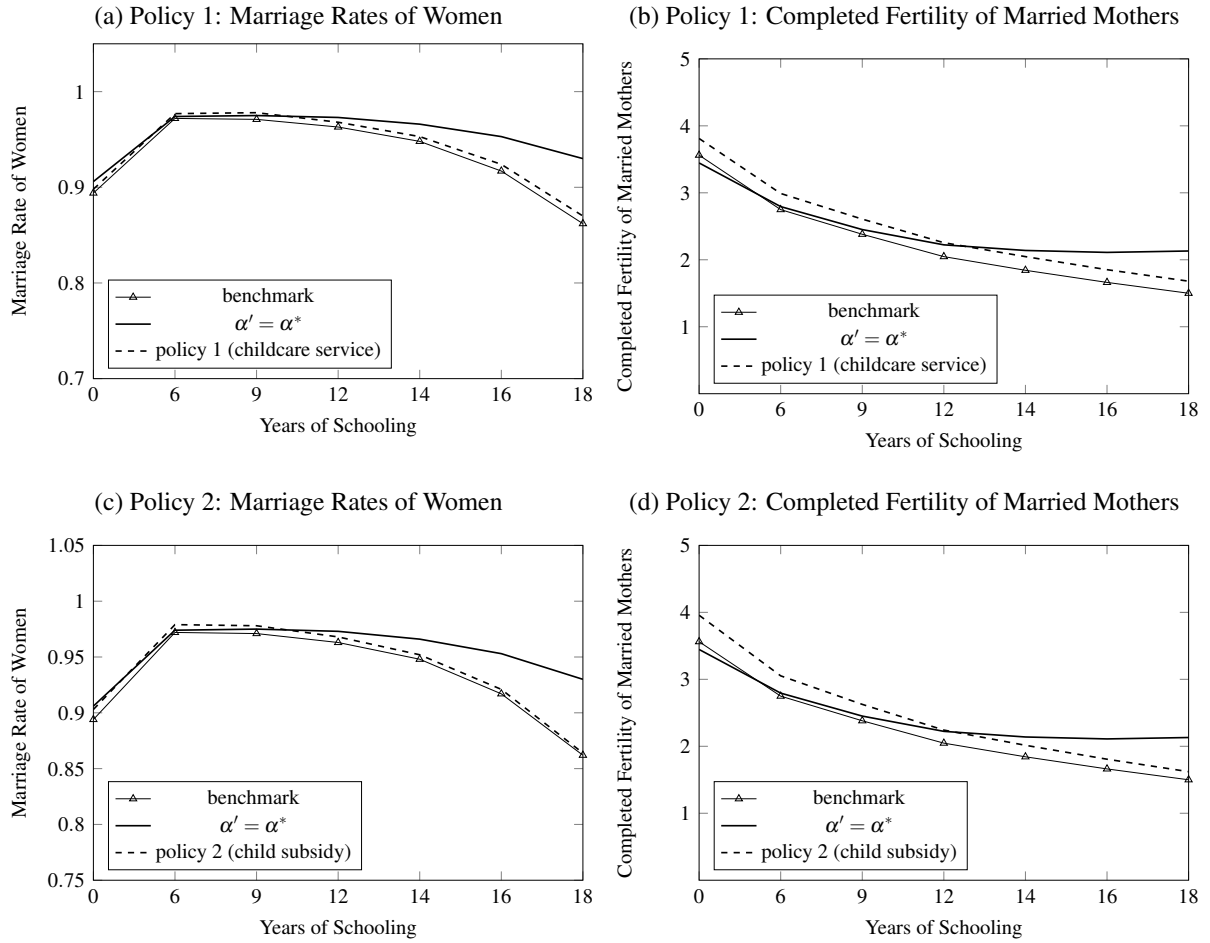 (a) Policy 1: Marriage Rates of Women
Marriage Rate of Women
1
0.9
0.8
0.7
benchmark
α′ = α*
policy 1 (childcare service)
0 6 9 12 14 16 18
Years of Schooling
(b) Policy 1: Completed Fertility of Married Mothers
Completed Fertility of Married Mothers
5
4
3
2
1
benchmark
α′ = α*
policy 1 (childcare service)
0 6 9 12 14 16 18
Years of Schooling
(c) Policy 2: Marriage Rates of Women
Marriage Rate of Women
1.05
1
0.95
0.9
0.85
0.8
0.75
benchmark
α′ = α*
policy 2 (child subsidy)
0 6 9 12 14 16 18
Years of Schooling
(d) Policy 2: Completed Fertility of Married Mothers
Completed Fertility of Married Mothers
5
4
3
2
1
benchmark
α′ = α*
policy 2 (child subsidy)
0 6 9 12 14 16 18
Years of Schooling